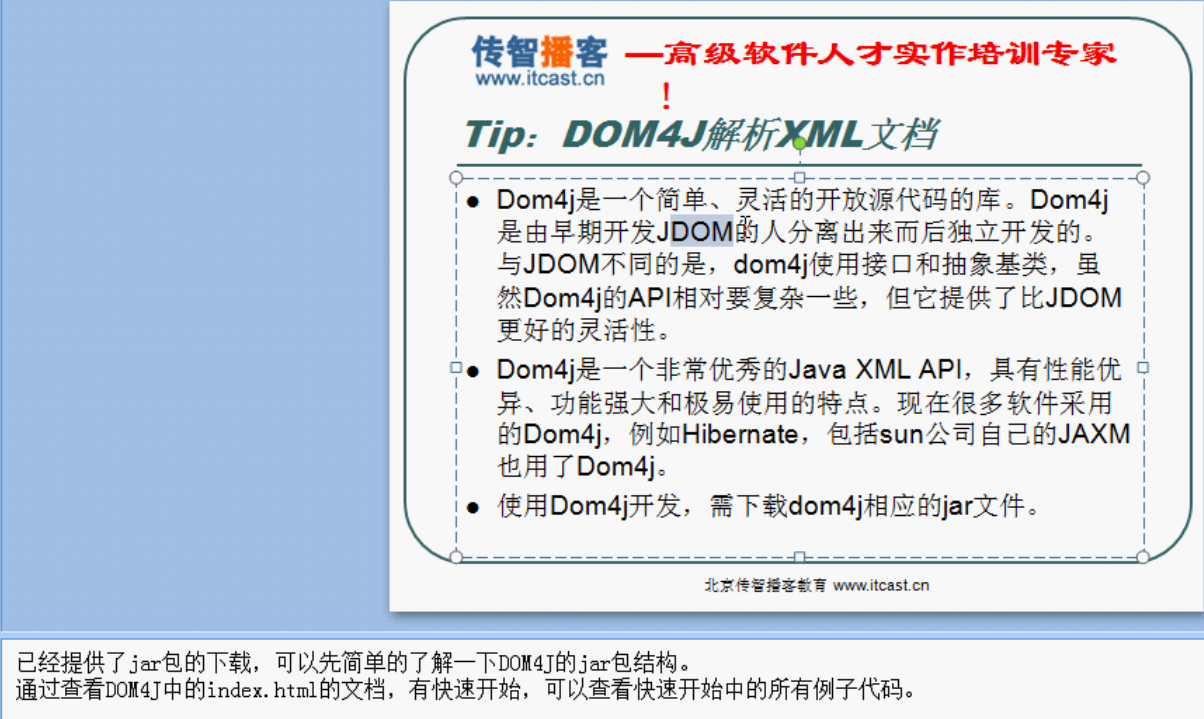 传智播客 —高级软件人才实作培训专家
www.itcast.cn
！
Tip：DOM4J解析XML文档
● Dom4j是一个简单、灵活的开放源代码的库。Dom4j
是由早期开发JDOM的人分离出来而后独立开发的。
与JDOM不同的是，dom4j使用接口和抽象基类，虽
然Dom4j的API相对要复杂一些，但它提供了比JDOM
更好的灵活性。
● Dom4j是一个非常优秀的Java XML API，具有性能优
异、功能强大和极易使用的特点。现在很多软件采用
的Dom4j，例如Hibernate，包括sun公司自己的JAXM
也用了Dom4j。
● 使用Dom4j开发，需下载dom4j相应的jar文件。
北京传智播客教育 www.itcast.cn
已经提供了jar包的下载，可以先简单的了解一下DOM4J的jar包结构。
通过查看DOM4J中的index.html的文档，有快速开始，可以查看快速开始中的所有例子代码。